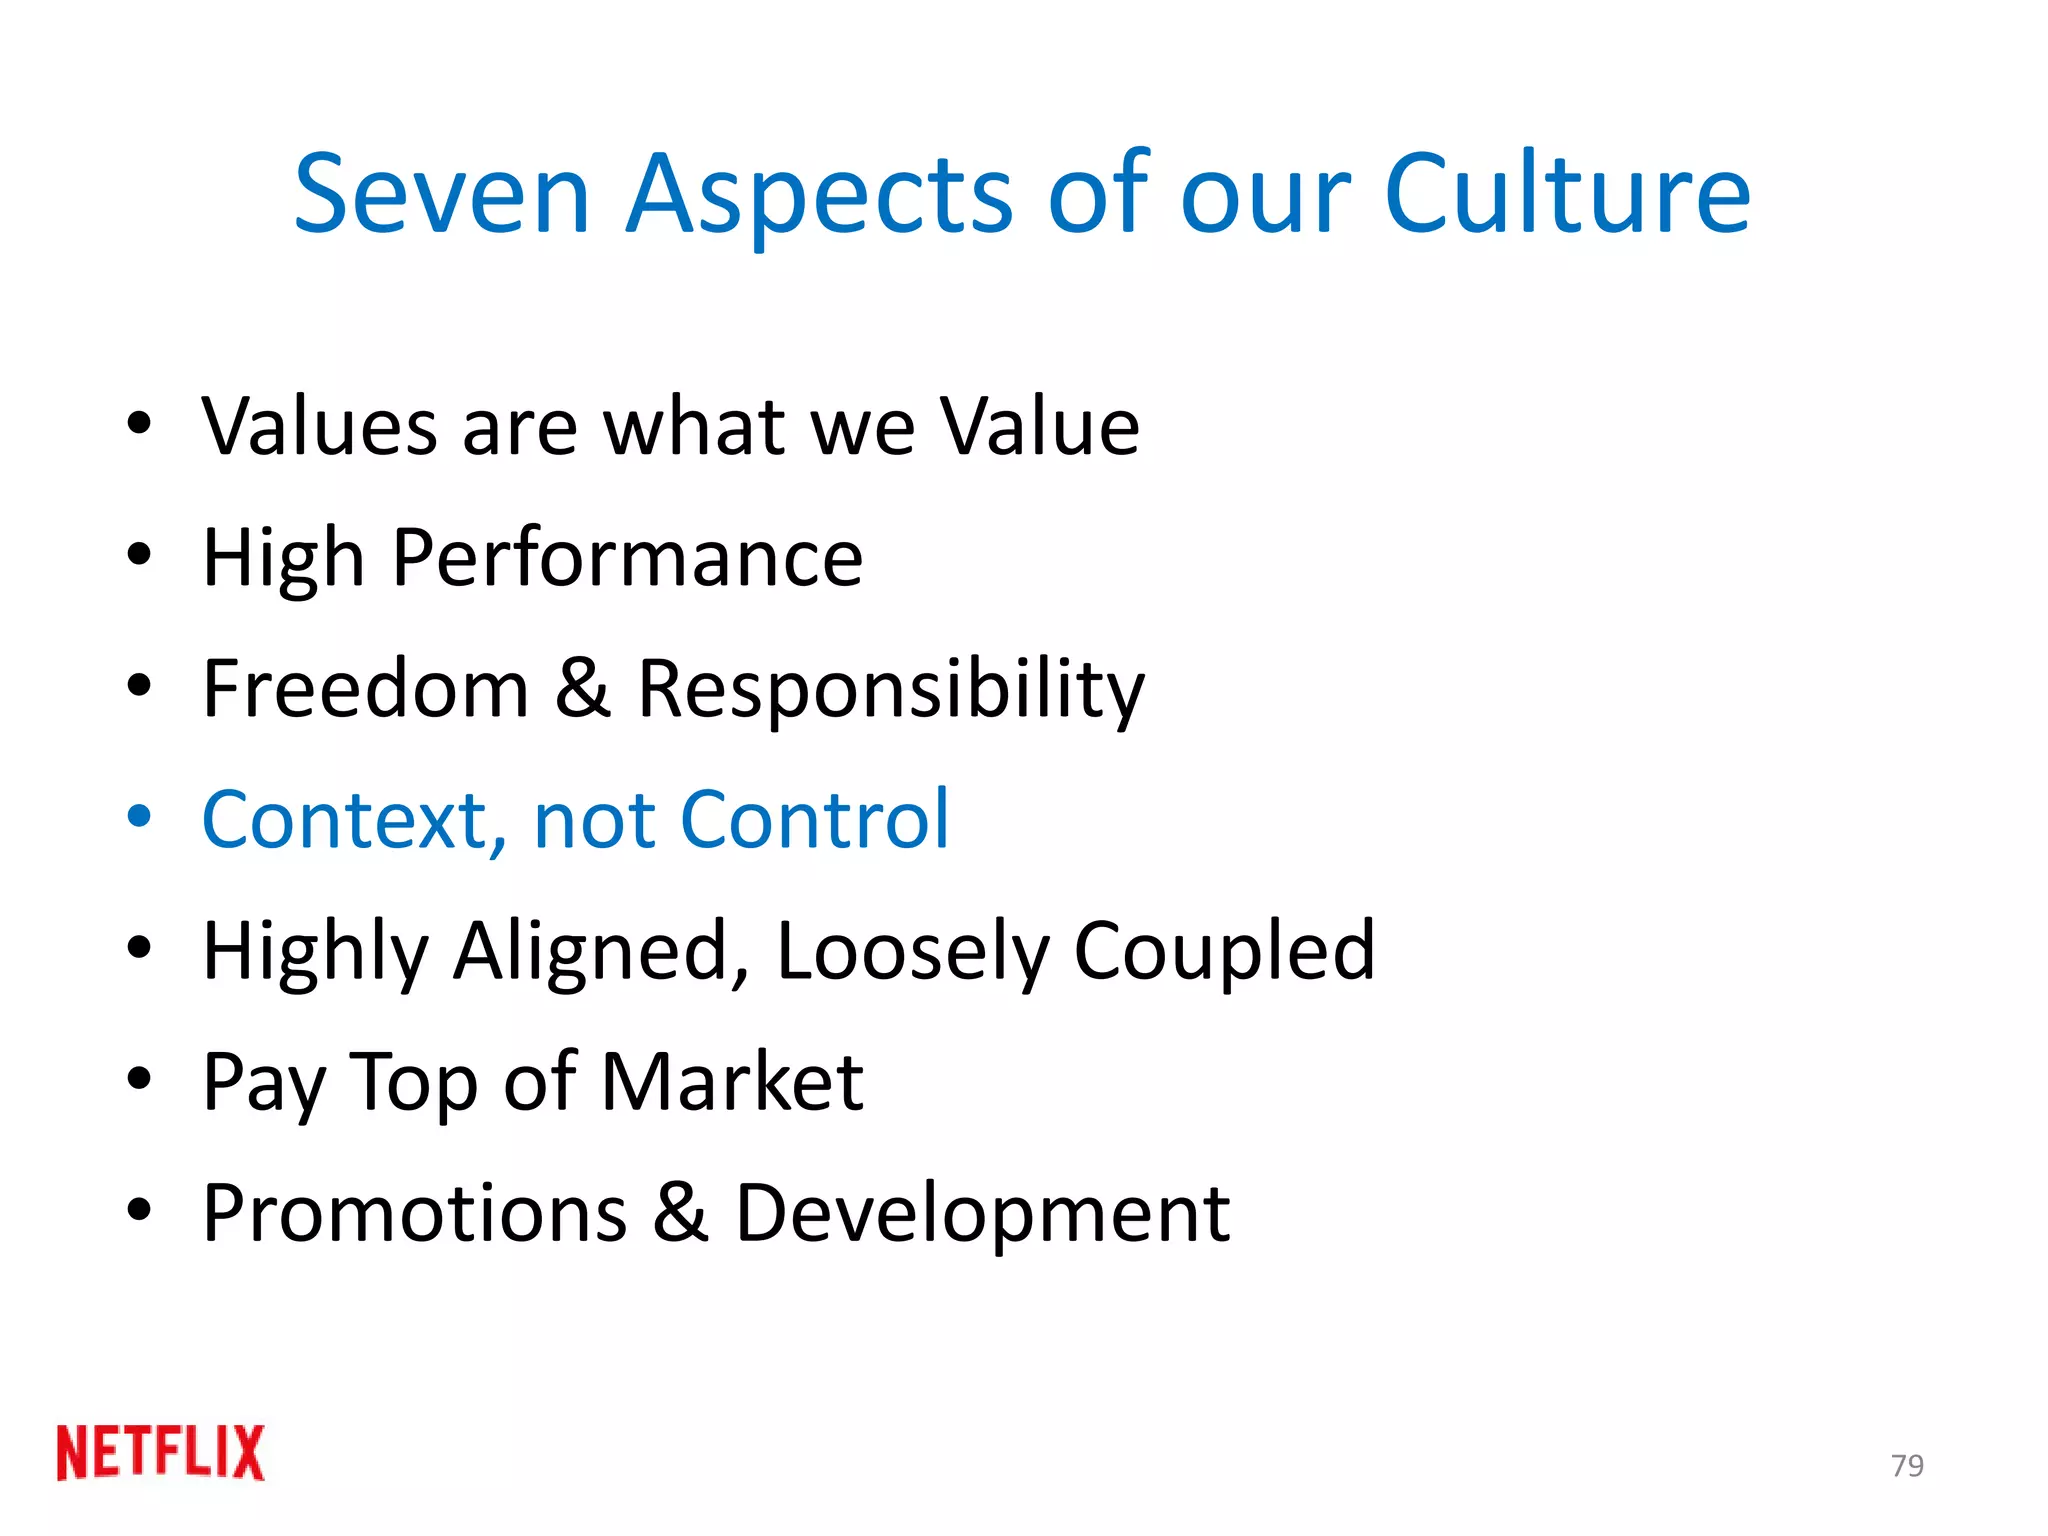 Seven Aspects of our Culture
• Values are what we Value
• High Performance
• Freedom & Responsibility
• Context, not Control
• Highly Aligned, Loosely Coupled
• Pay Top of Market
• Promotions & Development
NETFLIX
79